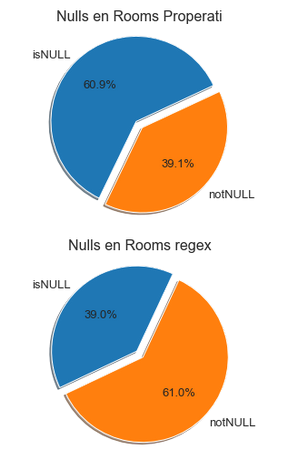 Nulls en Rooms Properati
isNULL
60.9%
39.1%
notNULL
Nulls en Rooms regex
isNULL
39.0%
61.0%
notNULL